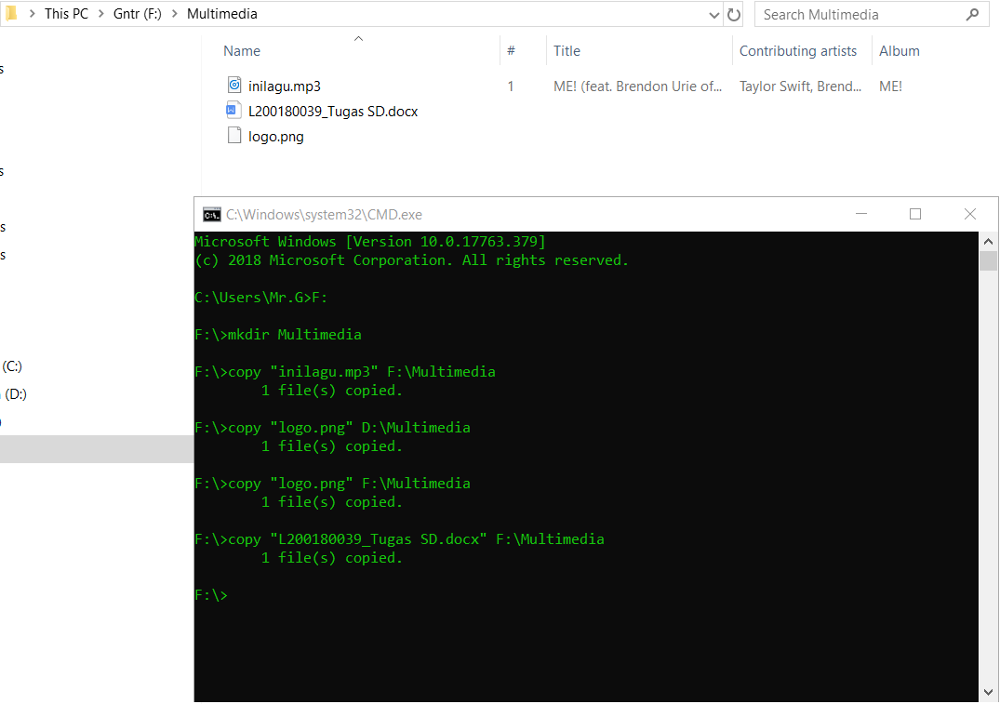 This PC > Gntr (F:) > Multimedia
Search Multimedia
Name # Title Contributing artists Album
inilagu.mp3 1 ME! (feat. Brendon Urie of... Taylor Swift, Brend... ME!
L200180039_Tugas SD.docx
logo.png
s
s
s
s
(C:)
(D:)
)
C:\Windows\system32\CMD.exe
Microsoft Windows [Version 10.0.17763.379]
(c) 2018 Microsoft Corporation. All rights reserved.
C:\Users\Mr.G>F:
F:\>mkdir Multimedia
F:\>copy "inilagu.mp3" F:\Multimedia
1 file(s) copied.
F:\>copy "logo.png" D:\Multimedia
1 file(s) copied.
F:\>copy "logo.png" F:\Multimedia
1 file(s) copied.
F:\>copy "L200180039_Tugas SD.docx" F:\Multimedia
1 file(s) copied.
F:\>